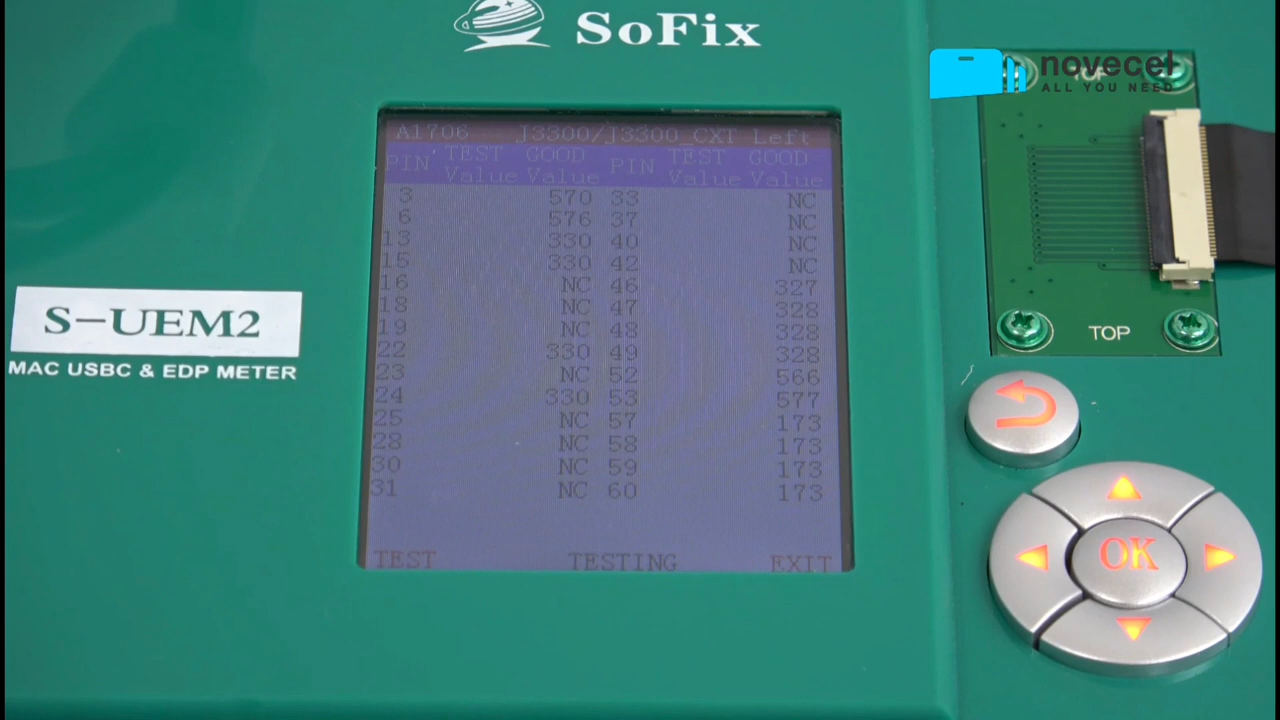 SoFix
novecel
ALL YOU NEED
TOP
A1706 J3300/J3300_CXT Left
PIN TEST Value GOOD Value PIN TEST Value GOOD Value
3 570 33 NC
6 576 37 NC
13 330 40 NC
15 330 42 NC
16 NC 46 327
18 NC 47 328
19 NC 48 328
22 330 49 328
23 NC 52 566
24 330 53 577
25 NC 57 173
28 NC 58 173
30 NC 59 173
31 NC 60 173
TEST TESTING EXIT
S-UEM2
MAC USBC & EDP METER
TOP
OK